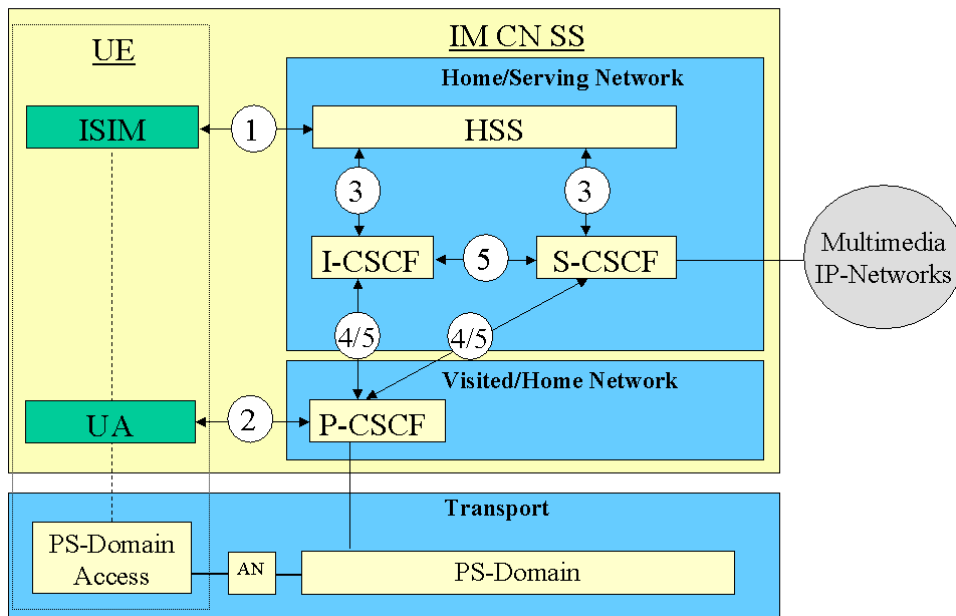 UE
IM CN SS
Home/Serving Network
ISIM
1
HSS
3
3
I-CSCF
5
S-CSCF
Multimedia
IP-Networks
4/5
4/5
Visited/Home Network
UA
2
P-CSCF
Transport
PS-Domain
Access
AN
PS-Domain